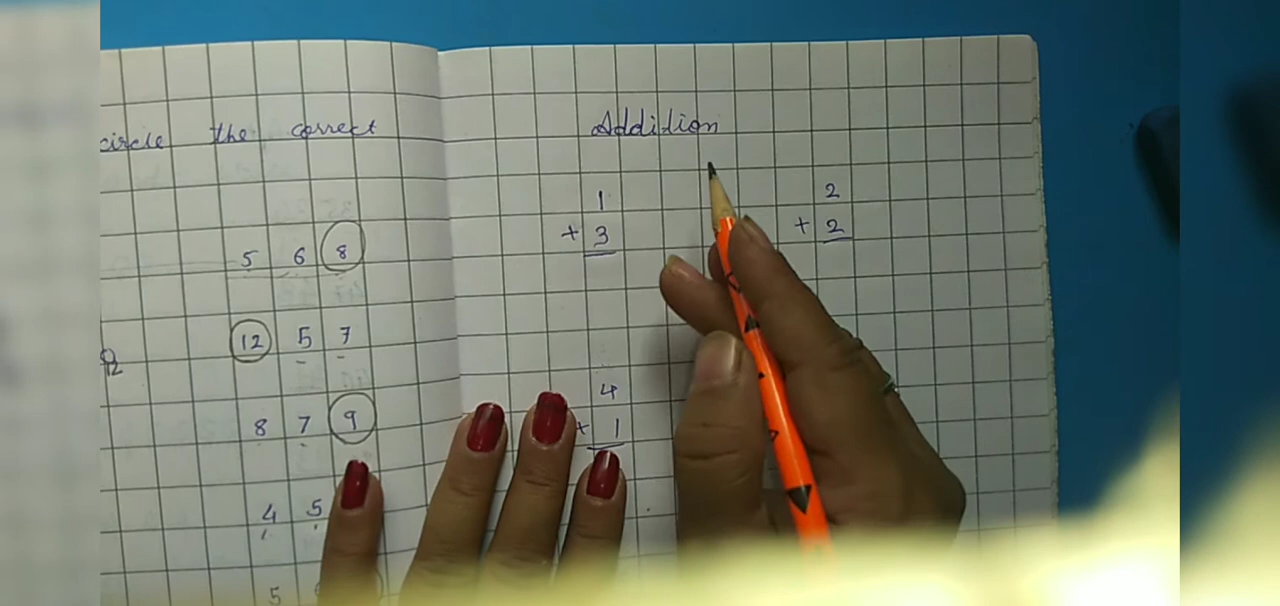 circle the correct
5 6 8
12 5 7
12
8 7 9
4 5
5
Addition
1
+ 3
2
+ 2
4
+ 1